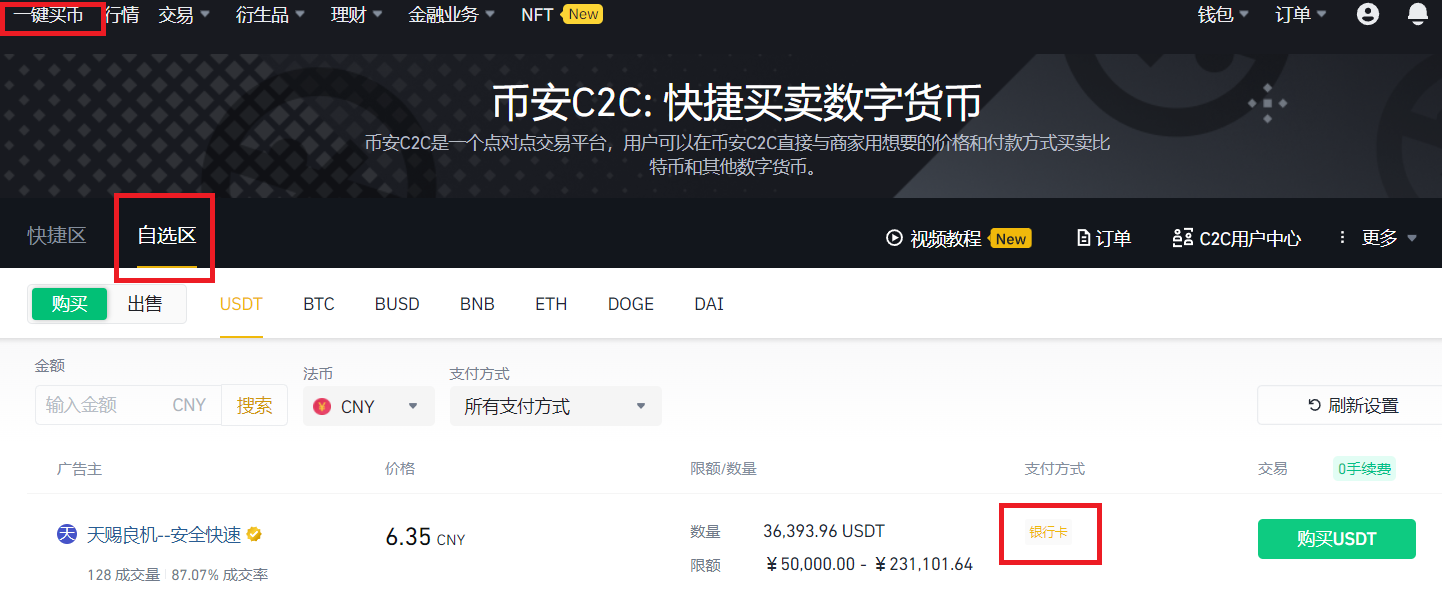 一键买币 行情 交易 衍生品 理财 金融业务 NFT New 钱包 订单
币安C2C: 快捷买卖数字货币
币安C2C是一个点对点交易平台，用户可以在币安C2C直接与商家用想要的价格和付款方式买卖比
特币和其他数字货币。
快捷区 自选区 视频教程 New 订单 C2C用户中心 更多
购买 出售 USDT BTC BUSD BNB ETH DOGE DAI
金额 法币 支付方式
输入金额 CNY 搜索 ¥ CNY 所有支付方式 刷新设置
广告主 价格 限额/数量 支付方式 交易 0手续费
天 天赐良机--安全快速 6.35 CNY 数量 36,393.96 USDT 银行卡 购买USDT
限额 ¥50,000.00 - ¥231,101.64
128 成交量 87.07% 成交率